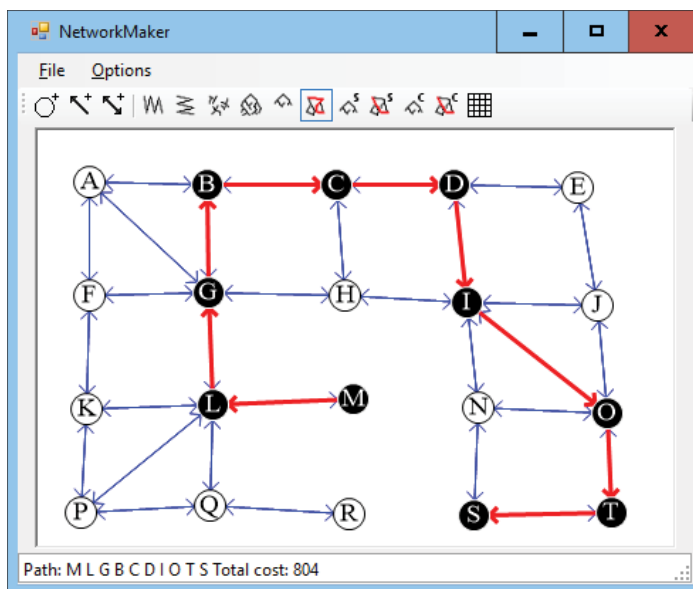 NetworkMaker
File Options
S S C C
A B C D E
F G H I J
K L M N O
P Q R S T
Path: M L G B C D I O T S Total cost: 804